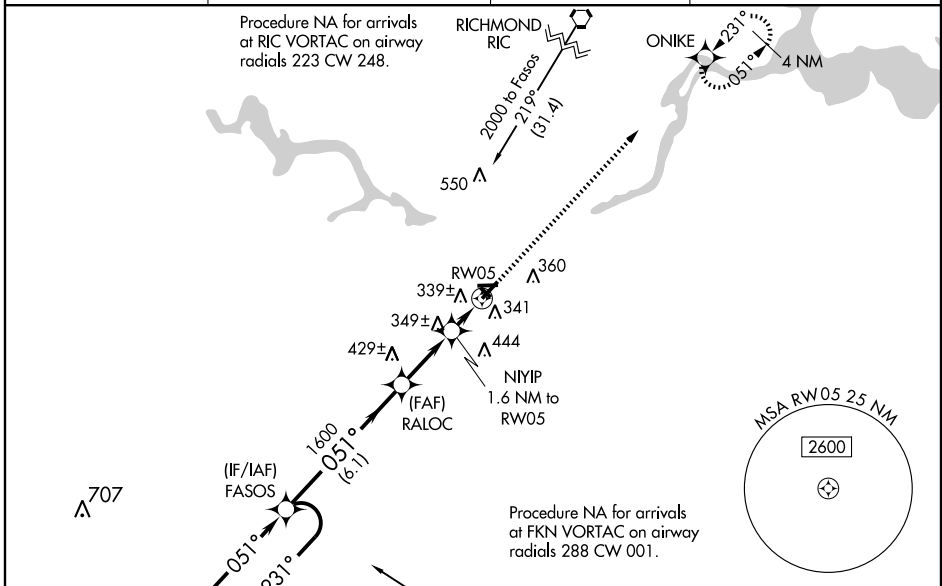 Procedure NA for arrivals
at RIC VORTAC on airway
radials 223 CW 248.
RICHMOND
RIC
ONIKE
231°
051°
4 NM
2000 to Fasos
219°
(31.4)
550
RW05
360
339±
341
349±
444
429±
NIYIP
1.6 NM to
RW05
(FAF)
RALOC
1600
051°
(6.1)
(IF/IAF)
FASOS
707
051°
231°
MSA RW05 25 NM
2600
Procedure NA for arrivals
at FKN VORTAC on airway
radials 288 CW 001.